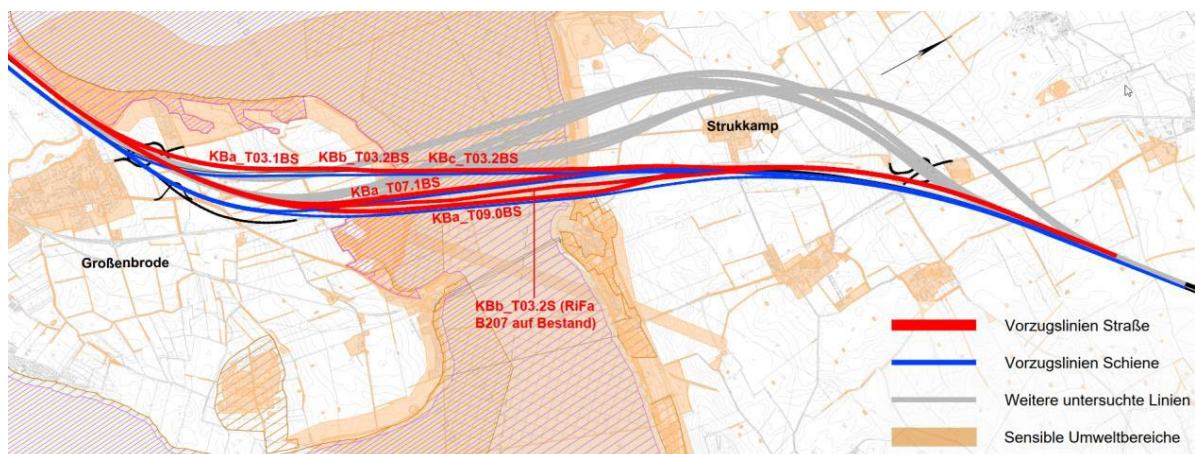 Strukkamp
KBa_T03.1BS
KBb_T03.2BS
KBc_T03.2BS
KBa_T07.1BS
KBa_T09.0BS
Großenbrode
KBb_T03.2S (RiFa
B207 auf Bestand)
Vorzugslinien Straße
Vorzugslinien Schiene
Weitere untersuchte Linien
Sensible Umweltbereiche